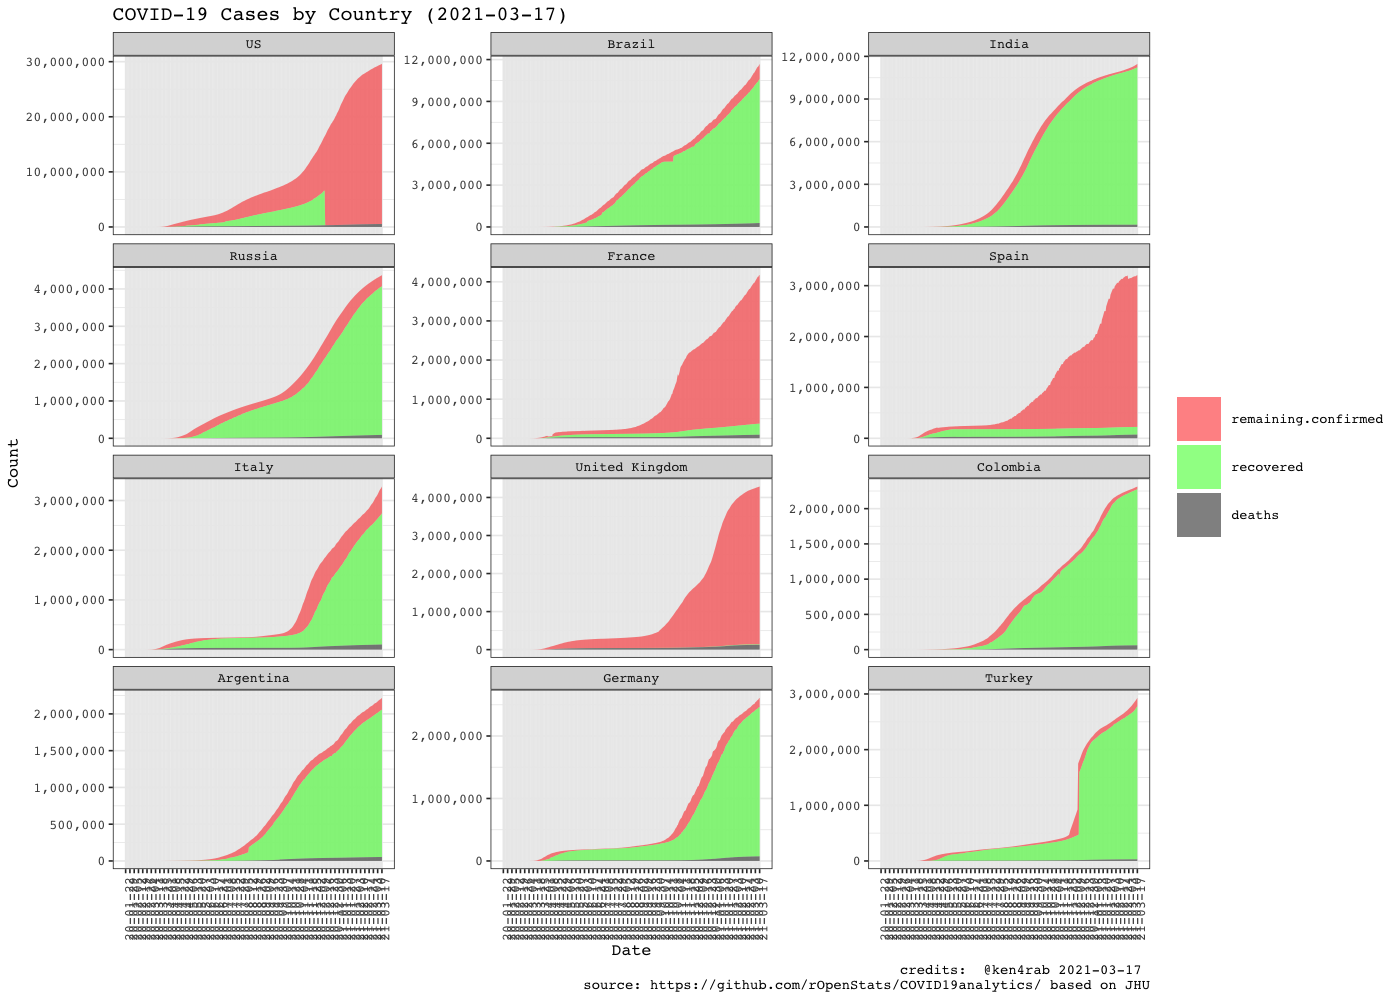 COVID-19 Cases by Country (2021-03-17)
US
Brazil
India
30,000,000
20,000,000
10,000,000
0
12,000,000
9,000,000
6,000,000
3,000,000
0
12,000,000
9,000,000
6,000,000
3,000,000
0
Russia
France
Spain
4,000,000
3,000,000
2,000,000
1,000,000
0
4,000,000
3,000,000
2,000,000
1,000,000
0
3,000,000
2,000,000
1,000,000
0
Count
remaining.confirmed
recovered
deaths
Italy
United Kingdom
Colombia
3,000,000
2,000,000
1,000,000
0
4,000,000
3,000,000
2,000,000
1,000,000
0
2,000,000
1,500,000
1,000,000
500,000
0
Argentina
Germany
Turkey
2,000,000
1,500,000
1,000,000
500,000
0
2,000,000
1,000,000
0
3,000,000
2,000,000
1,000,000
0
21-03-17
21-03-17
21-03-17
Date
credits: @ken4rab 2021-03-17
source: https://github.com/rOpenStats/COVID19analytics/ based on JHU